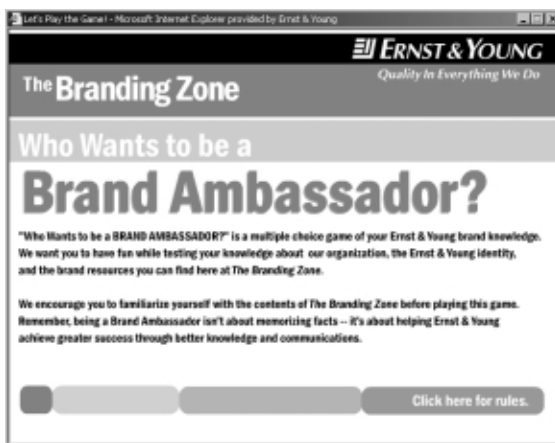 Let's Play the Game! - Microsoft Internet Explorer provided by Ernst & Young
ERNST & YOUNG
Quality In Everything We Do
The Branding Zone
Who Wants to be a
Brand Ambassador?
"Who Wants to be a BRAND AMBASSADOR?" is a multiple choice game of your Ernst & Young brand knowledge.
We want you to have fun while testing your knowledge about our organization, the Ernst & Young identity,
and the brand resources you can find here at The Branding Zone.
We encourage you to familiarize yourself with the contents of The Branding Zone before playing this game.
Remember, being a Brand Ambassador isn't about memorizing facts -- it's about helping Ernst & Young
achieve greater success through better knowledge and communications.
Click here for rules.